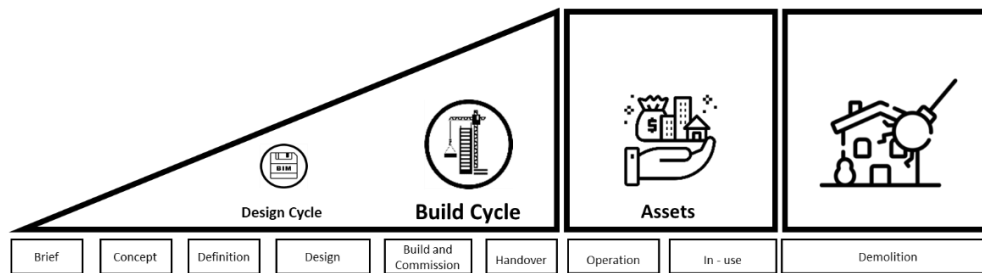 BIM
$
Design Cycle
Build Cycle
Assets
Brief
Concept
Definition
Design
Build and
Commission
Handover
Operation
In - use
Demolition